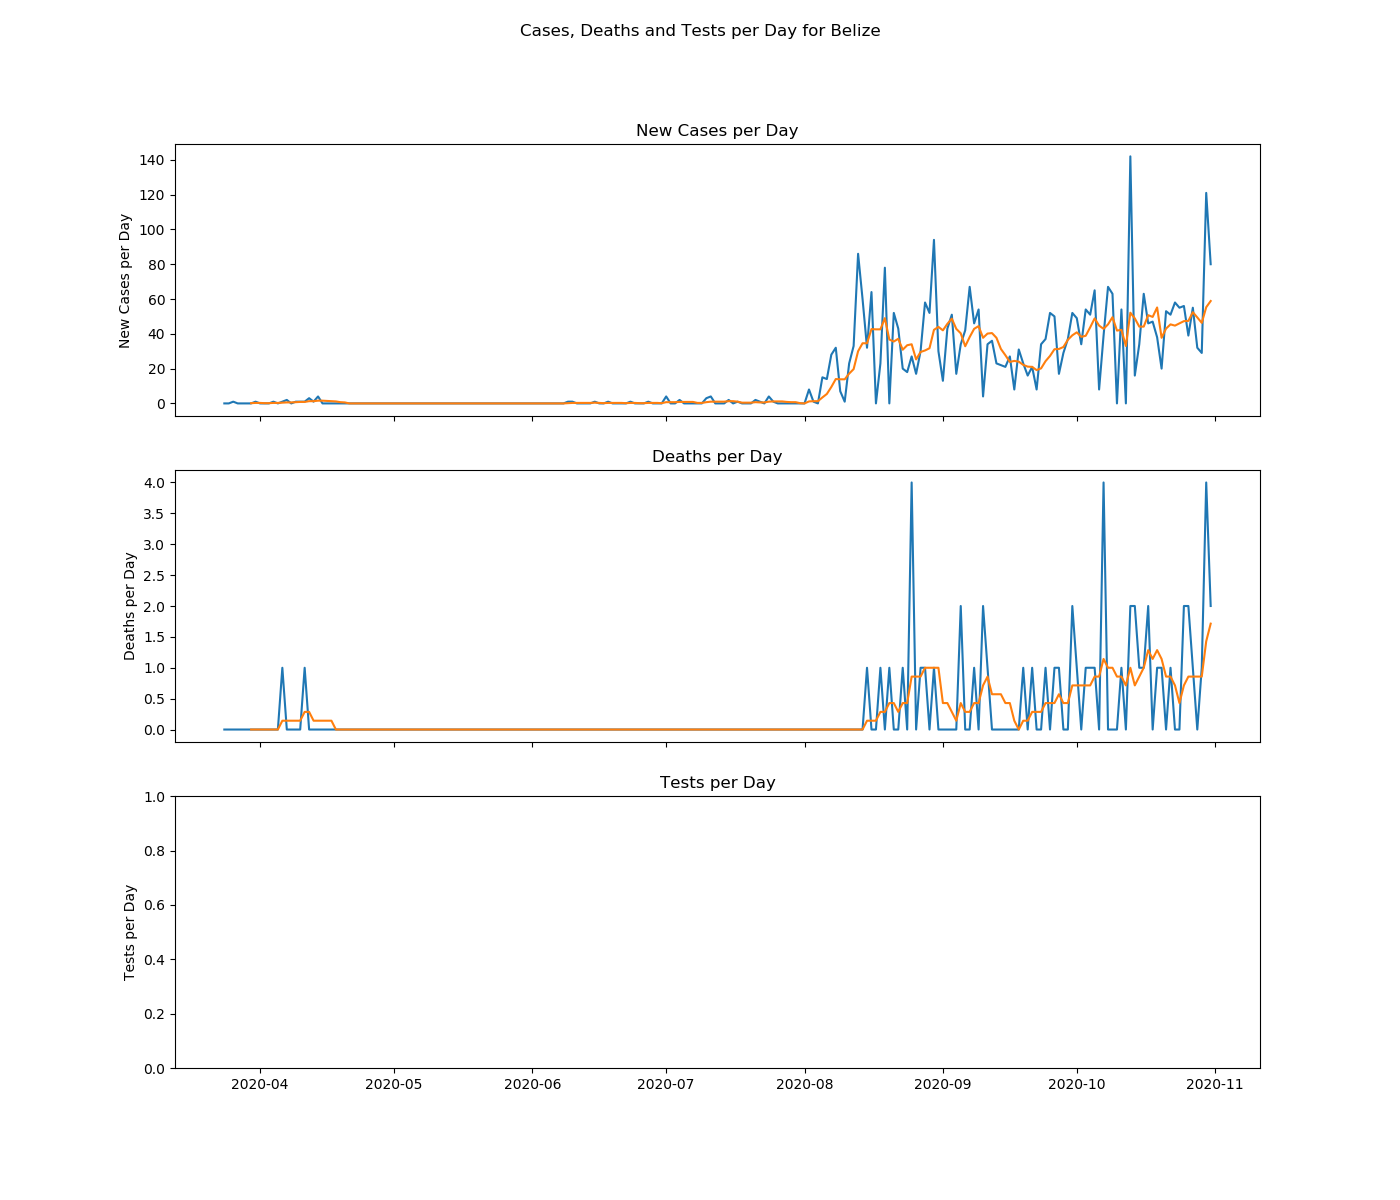 Cases, Deaths and Tests per Day for Belize
New Cases per Day
140
120
100
80
60
40
20
0
New Cases per Day
Deaths per Day
4.0
3.5
3.0
2.5
2.0
1.5
1.0
0.5
0.0
Deaths per Day
Tests per Day
1.0
0.8
0.6
0.4
0.2
0.0
Tests per Day
2020-04 2020-05 2020-06 2020-07 2020-08 2020-09 2020-10 2020-11